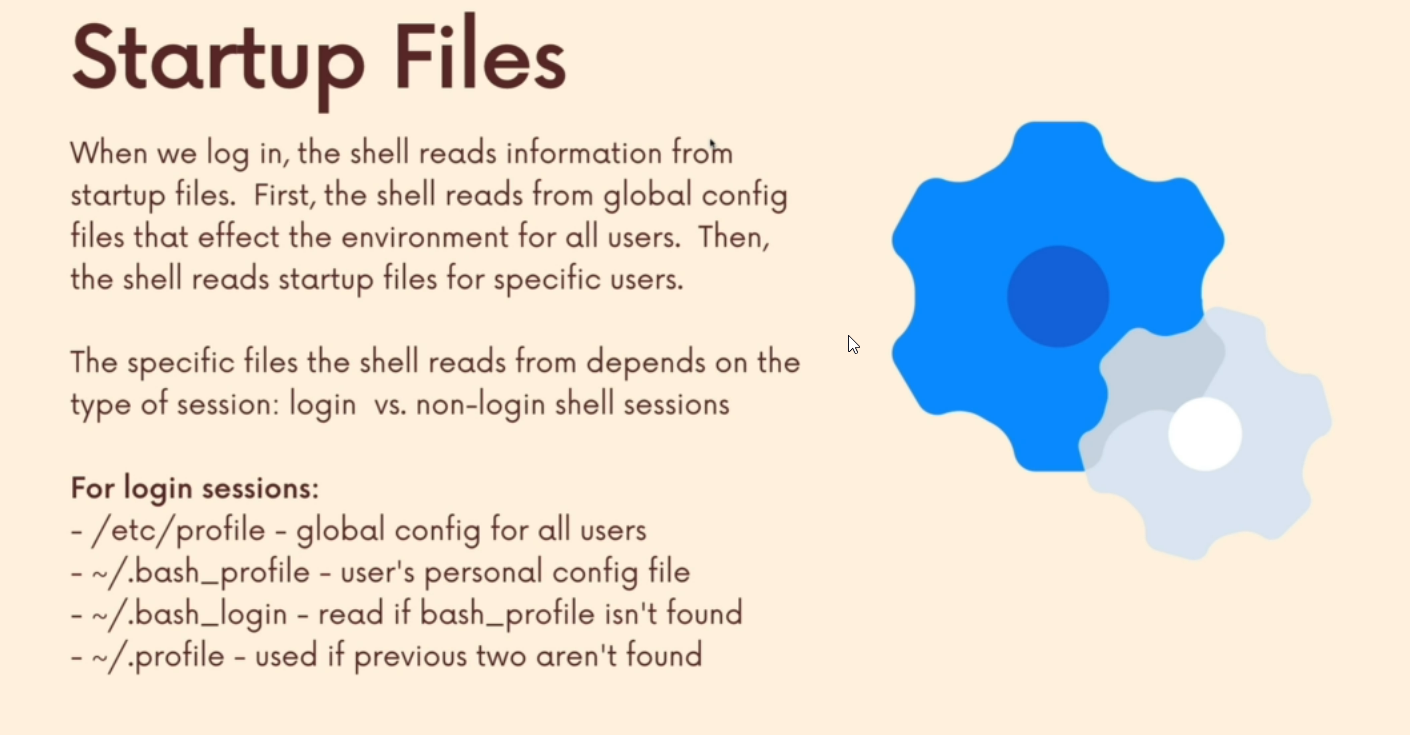 Startup Files
When we log in, the shell reads information from
startup files.  First, the shell reads from global config
files that effect the environment for all users.  Then,
the shell reads startup files for specific users.
The specific files the shell reads from depends on the
type of session: login  vs. non-login shell sessions
For login sessions:
- /etc/profile - global config for all users
- ~/.bash_profile - user's personal config file
- ~/.bash_login - read if bash_profile isn't found
- ~/.profile - used if previous two aren't found